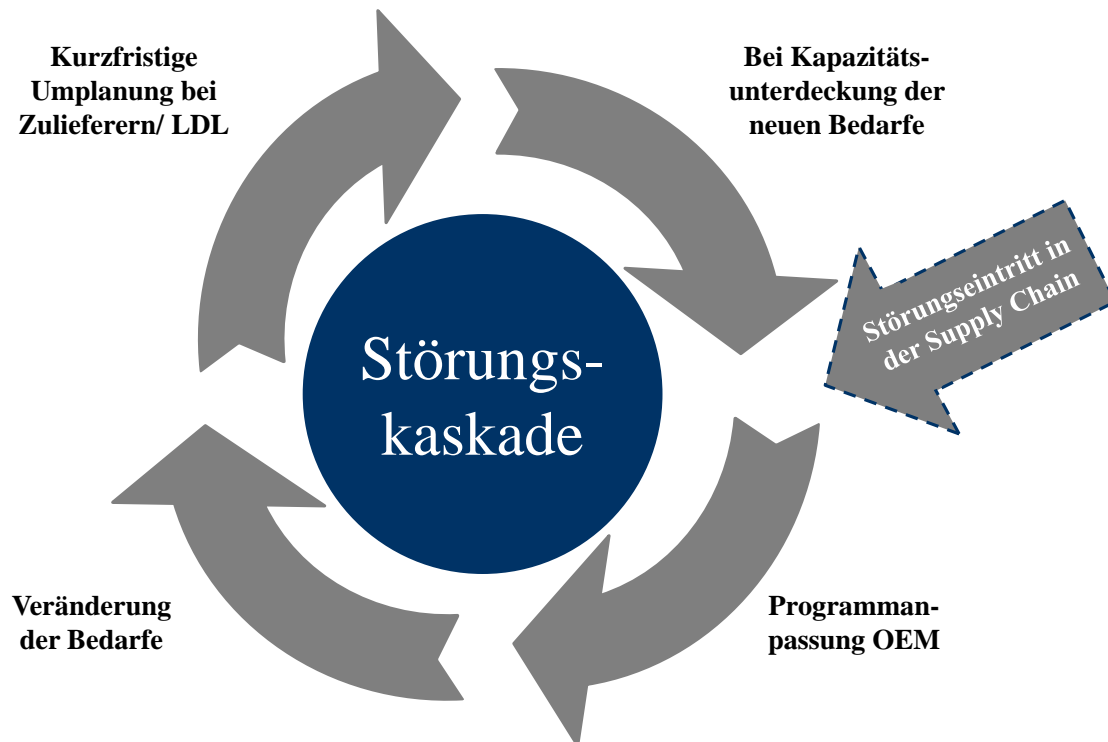 Kurzfristige
Umplanung bei
Zulieferern/ LDL
Bei Kapazitäts-
unterdeckung der
neuen Bedarfe
Störungseintritt in
der Supply Chain
Störungs-
kaskade
Veränderung
der Bedarfe
Programman-
passung OEM